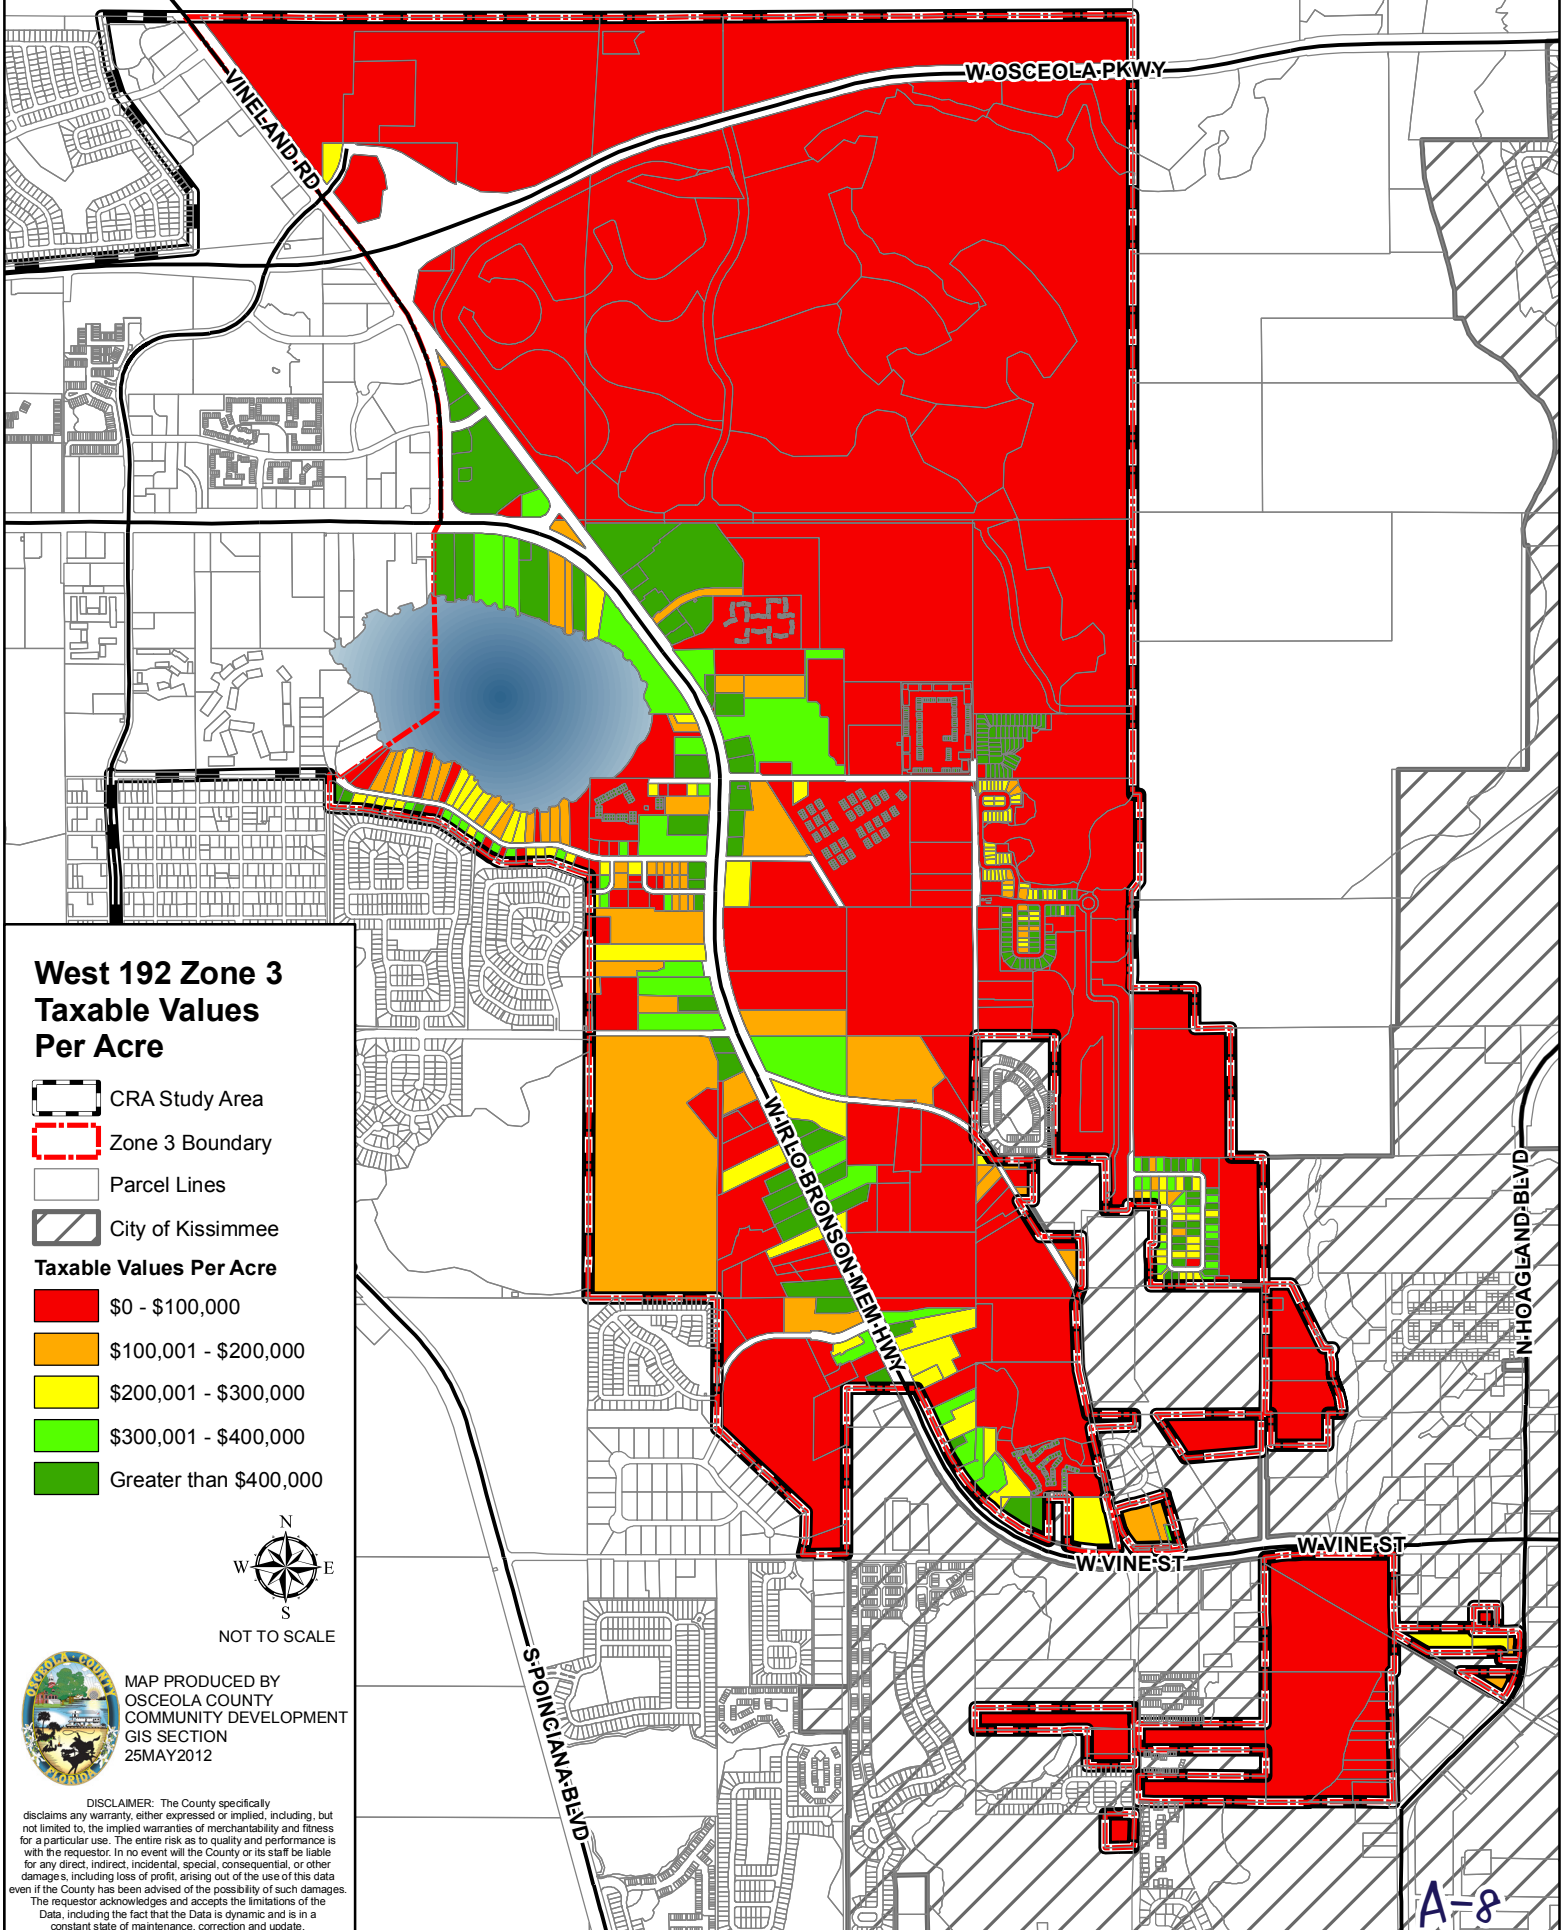 W OSCEOLA PKWY
VINELAND RD
West 192 Zone 3
Taxable Values
Per Acre
CRA Study Area
Zone 3 Boundary
Parcel Lines
City of Kissimmee
Taxable Values Per Acre
$0 - $100,000
$100,001 - $200,000
$200,001 - $300,000
$300,001 - $400,000
Greater than $400,000
N
W E
S
NOT TO SCALE
OSCEOLA COUNTY
FLORIDA
MAP PRODUCED BY
OSCEOLA COUNTY
COMMUNITY DEVELOPMENT
GIS SECTION
25MAY2012
DISCLAIMER: The County specifically
disclaims any warranty, either expressed or implied, including, but
not limited to, the implied warranties of merchantability and fitness
for a particular use. The entire risk as to quality and performance is
with the requestor. In no event will the County or its staff be liable
for any direct, indirect, incidental, special, consequential, or other
damages, including loss of profit, arising out of the use of this data
even if the County has been advised of the possibility of such damages.
The requestor acknowledges and accepts the limitations of the
Data, including the fact that the Data is dynamic and is in a
constant state of maintenance, correction and update.
W IRLO BRONSON MEM HWY
N HOAGLAND BLVD
W VINE ST
W VINE ST
S POINCIANA BLVD
A-8